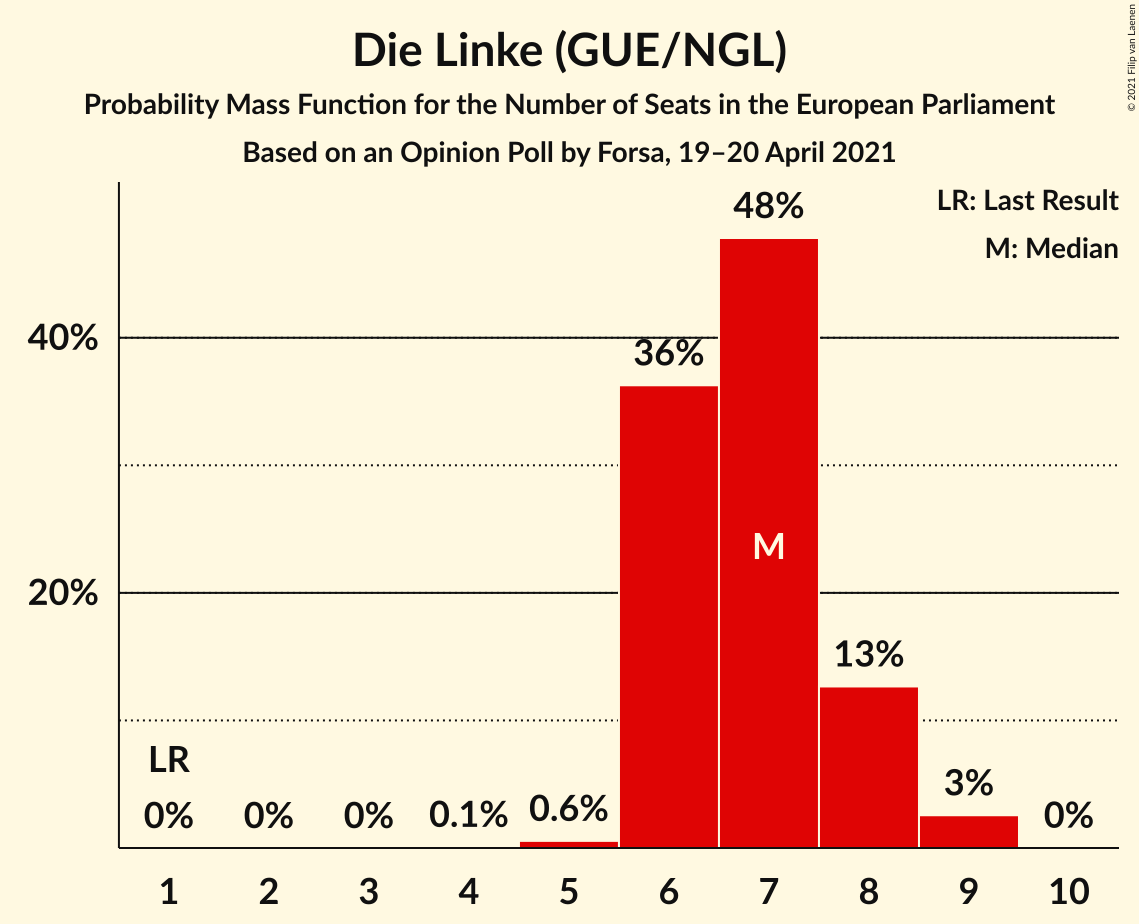 Die Linke (GUE/NGL)
Probability Mass Function for the Number of Seats in the European Parliament
Based on an Opinion Poll by Forsa, 19–20 April 2021
© 2021 Filip van Laenen
LR: Last Result
M: Median
48%
40%
36%
M
20%
13%
LR
0%
0%
0%
0.1%
0.6%
3%
0%
1 2 3 4 5 6 7 8 9 10